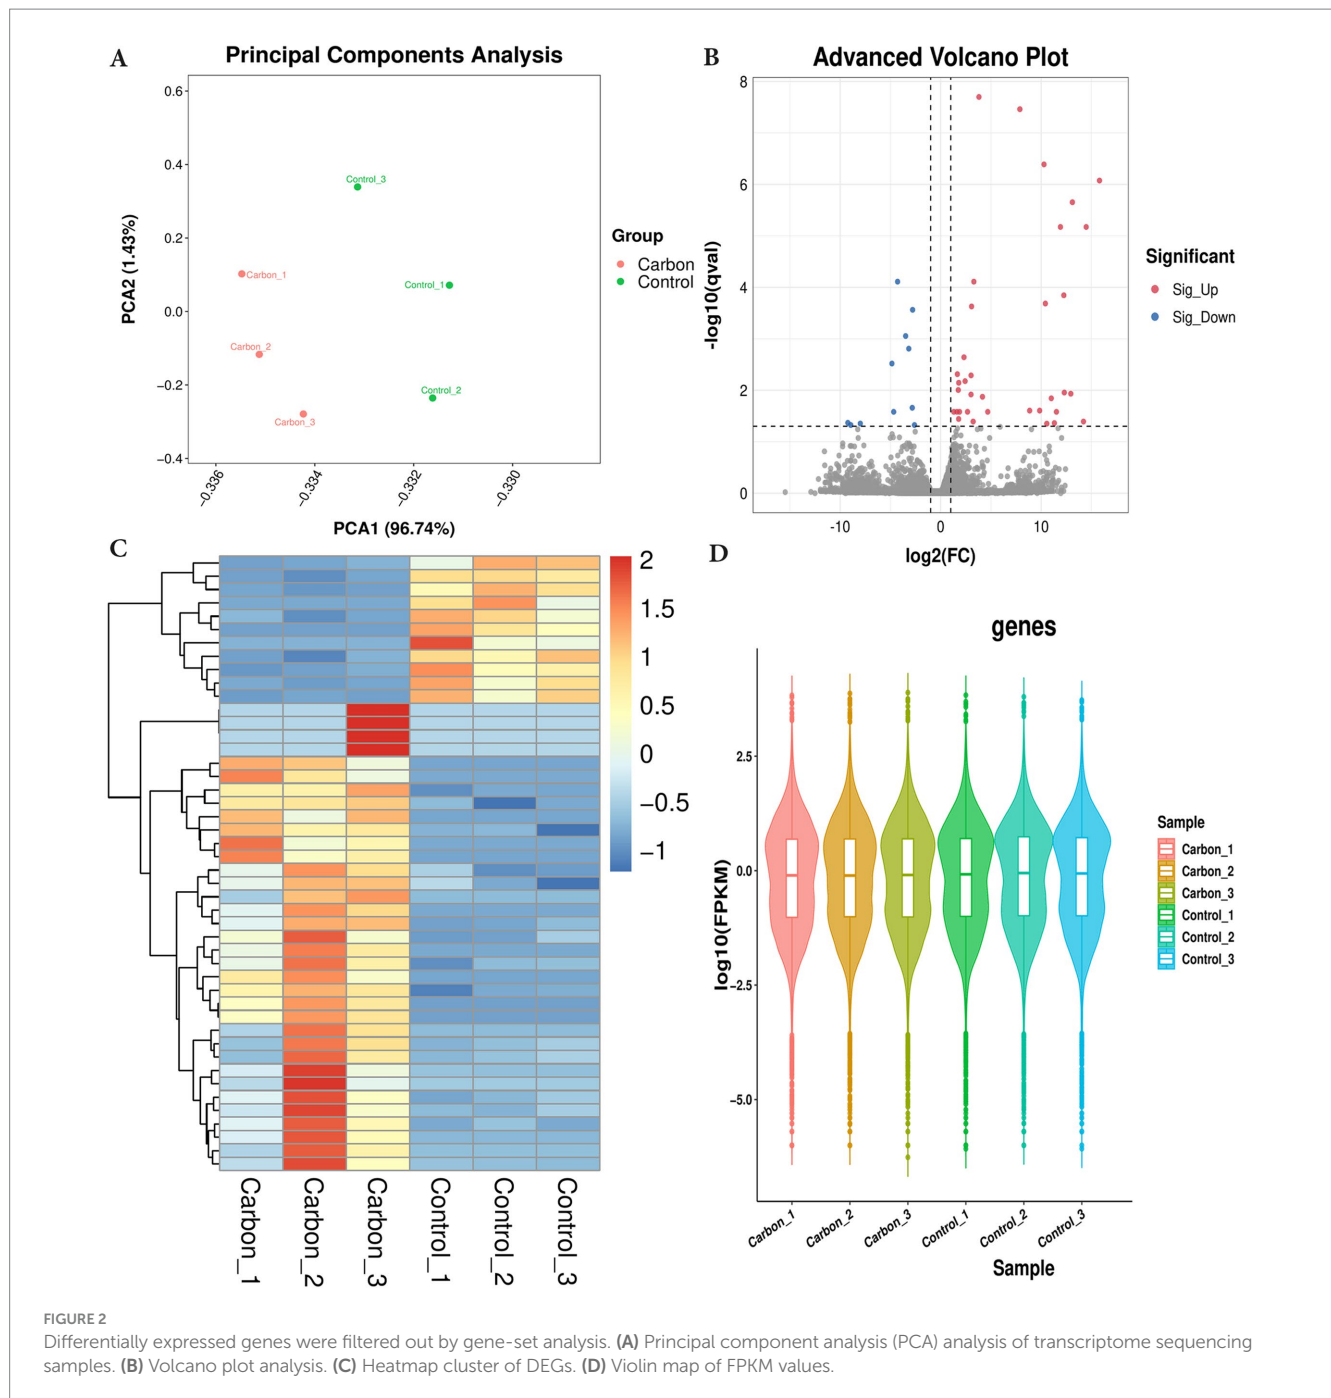 A
Principal Components Analysis
0.6
0.4
0.2
0.0
−0.2
−0.4
PCA2 (1.43%)
Control_3
Carbon_1
Control_1
Carbon_2
Control_2
Carbon_3
−0.336
−0.334
−0.332
−0.330
PCA1 (96.74%)
Group
Carbon
Control
B
Advanced Volcano Plot
8
6
4
2
0
-log10(qval)
-10
0
10
log2(FC)
Significant
Sig_Up
Sig_Down
C
2
1.5
1
0.5
0
−0.5
−1
Carbon_1
Carbon_2
Carbon_3
Control_1
Control_2
Control_3
D
genes
2.5
0.0
−2.5
−5.0
log10(FPKM)
Carbon_1
Carbon_2
Carbon_3
Control_1
Control_2
Control_3
Sample
Sample
Carbon_1
Carbon_2
Carbon_3
Control_1
Control_2
Control_3
FIGURE 2
Differentially expressed genes were filtered out by gene-set analysis. (A) Principal component analysis (PCA) analysis of transcriptome sequencing
samples. (B) Volcano plot analysis. (C) Heatmap cluster of DEGs. (D) Violin map of FPKM values.